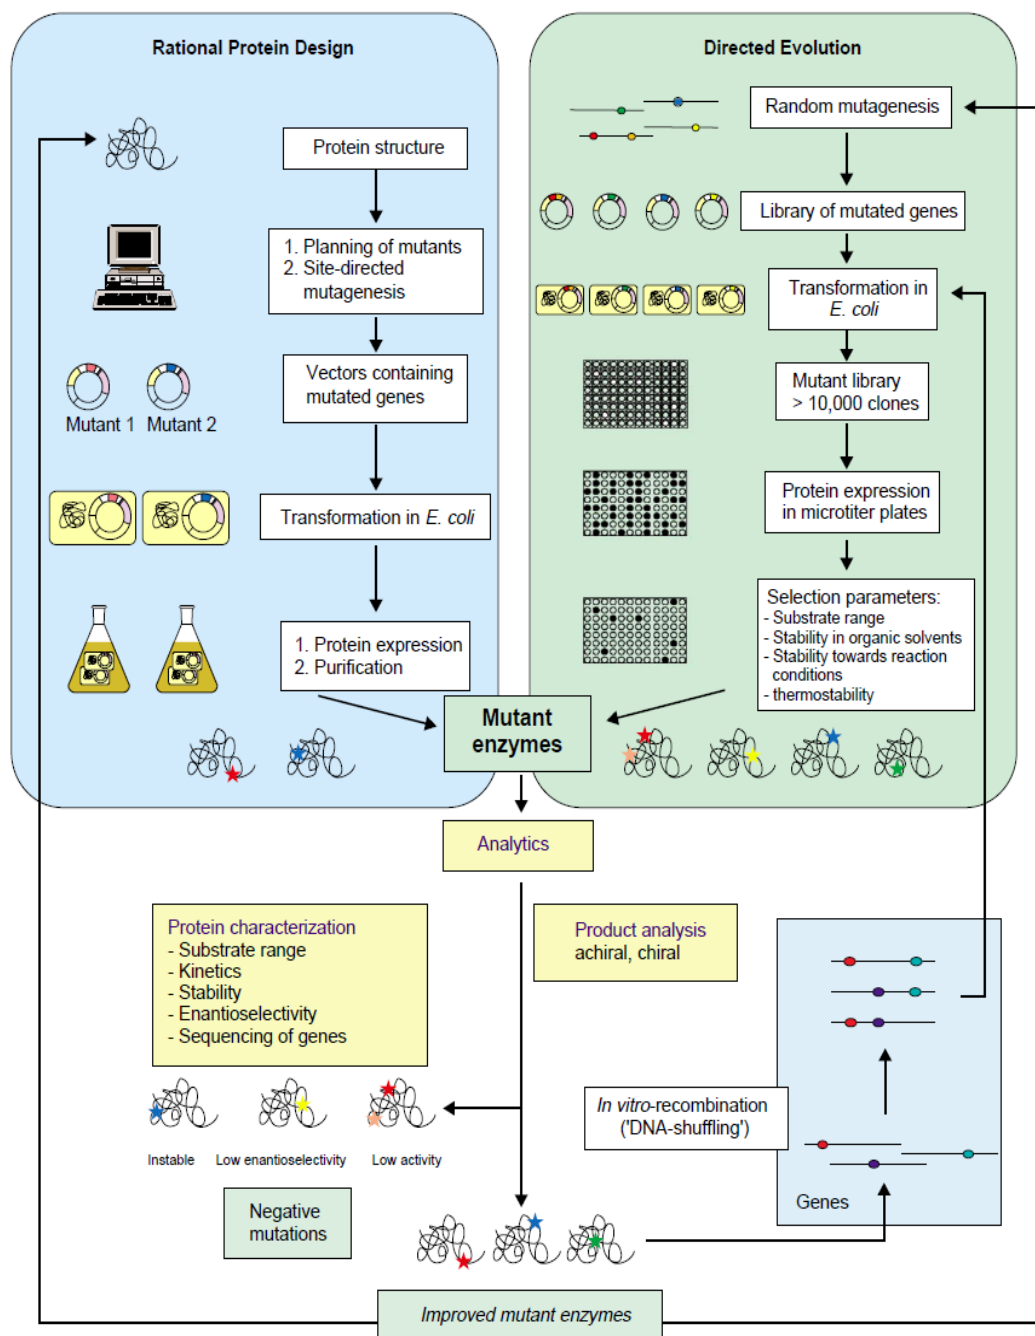 Rational Protein Design
Protein structure
1. Planning of mutants
2. Site-directed
mutagenesis
Vectors containing
mutated genes
Mutant 1
Mutant 2
Transformation in E. coli
1. Protein expression
2. Purification
Directed Evolution
Random mutagenesis
Library of mutated genes
Transformation in
E. coli
Mutant library
> 10,000 clones
Protein expression
in microtiter plates
Selection parameters:
- Substrate range
- Stability in organic solvents
- Stability towards reaction
conditions
- thermostability
Mutant
enzymes
Analytics
Protein characterization
- Substrate range
- Kinetics
- Stability
- Enantioselectivity
- Sequencing of genes
Product analysis
achiral, chiral
Instable
Low enantioselectivity
Low activity
Negative
mutations
In vitro-recombination
('DNA-shuffling')
Genes
Improved mutant enzymes